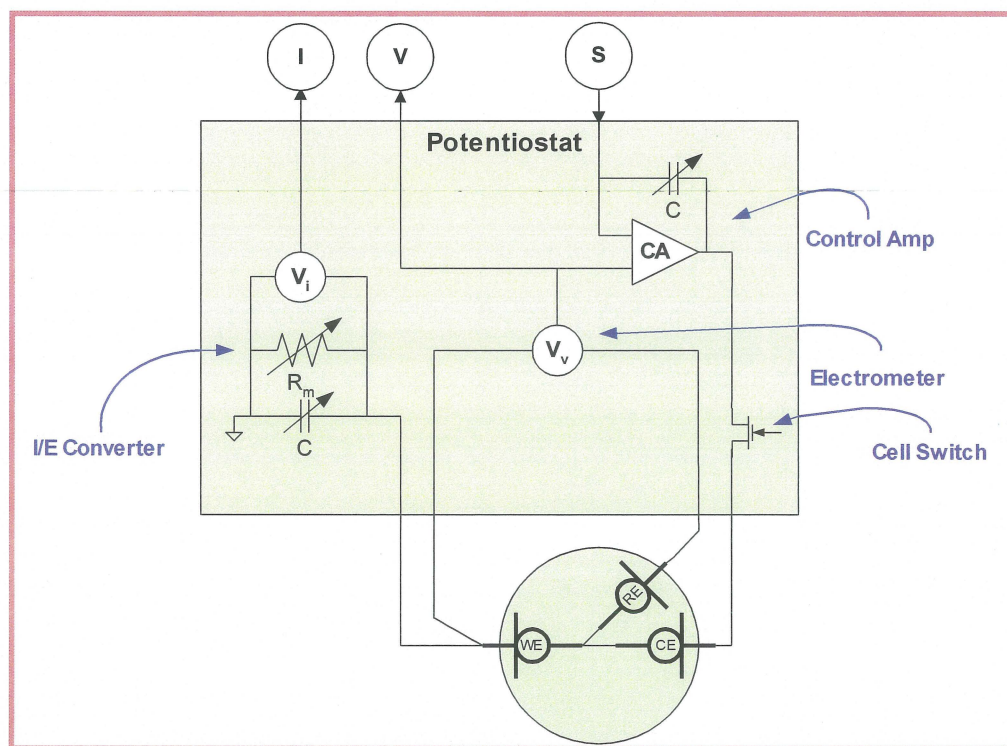 I
V
S
Potentiostat
C
Control Amp
CA
Vi
Vv
Rm
Electrometer
C
I/E Converter
Cell Switch
RE
WE
CE